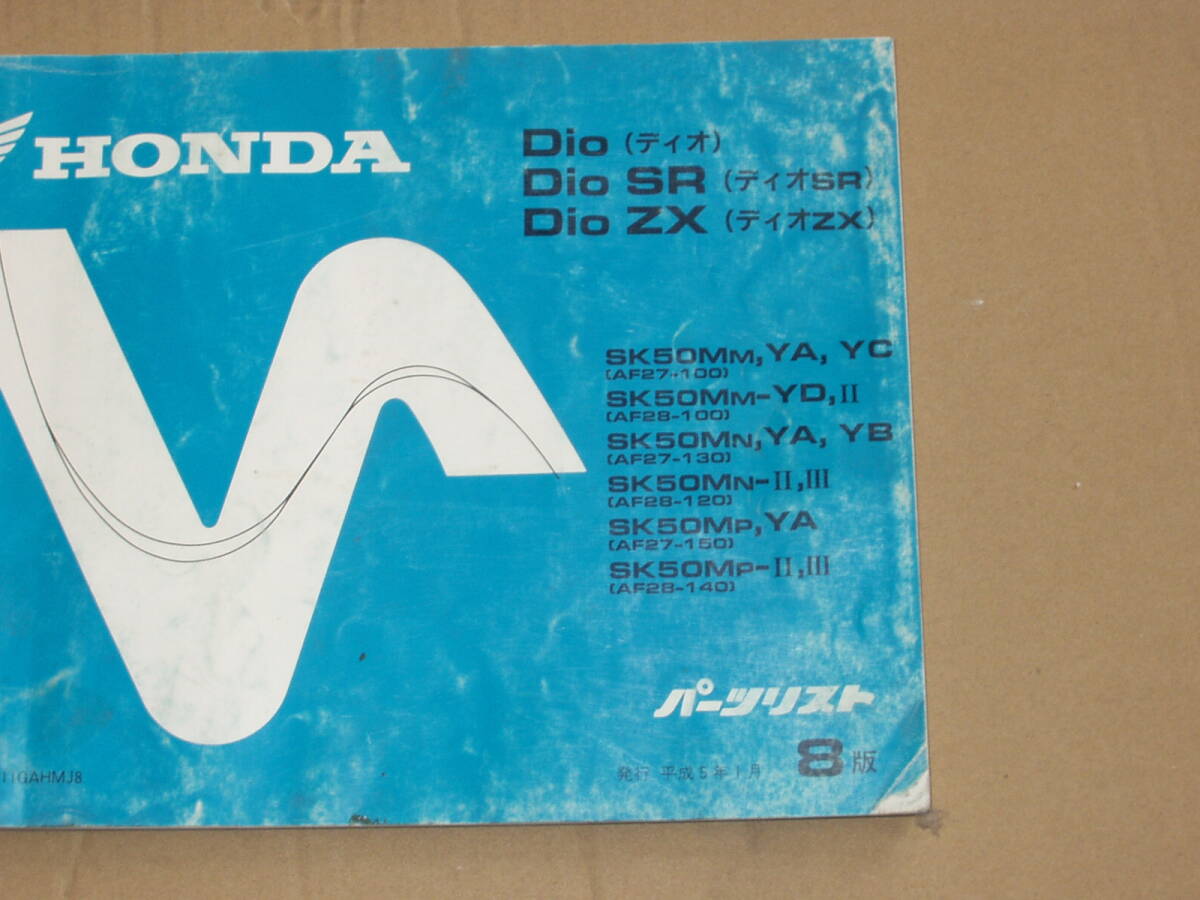 HONDA
Dio (ディオ)
Dio SR (ディオSR)
Dio ZX (ディオZX)
SK50MM, YA, YC
(AF27-100)
SK50MM-YD, II
(AF28-100)
SK50MN, YA, YB
(AF27-130)
SK50MN-II, III
(AF28-120)
SK50MP, YA
(AF27-150)
SK50MP-II, III
(AF28-140)
パーツリスト
11GAHMJ8
発行 平成5年1月 8版